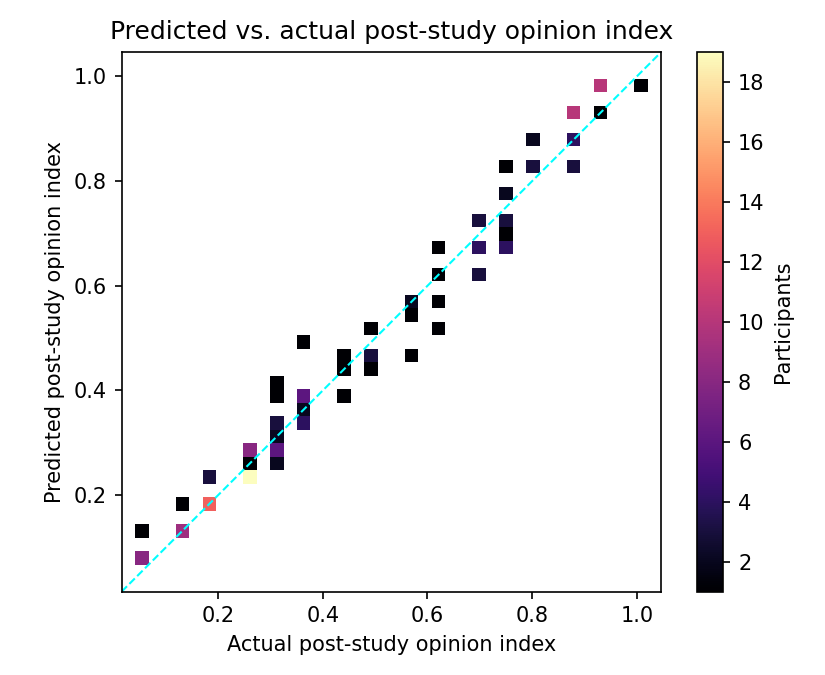 Predicted vs. actual post-study opinion index
1.0
0.8
0.6
0.4
0.2
Predicted post-study opinion index
0.2 0.4 0.6 0.8 1.0
Actual post-study opinion index
18
16
14
12
10
8
6
4
2
Participants